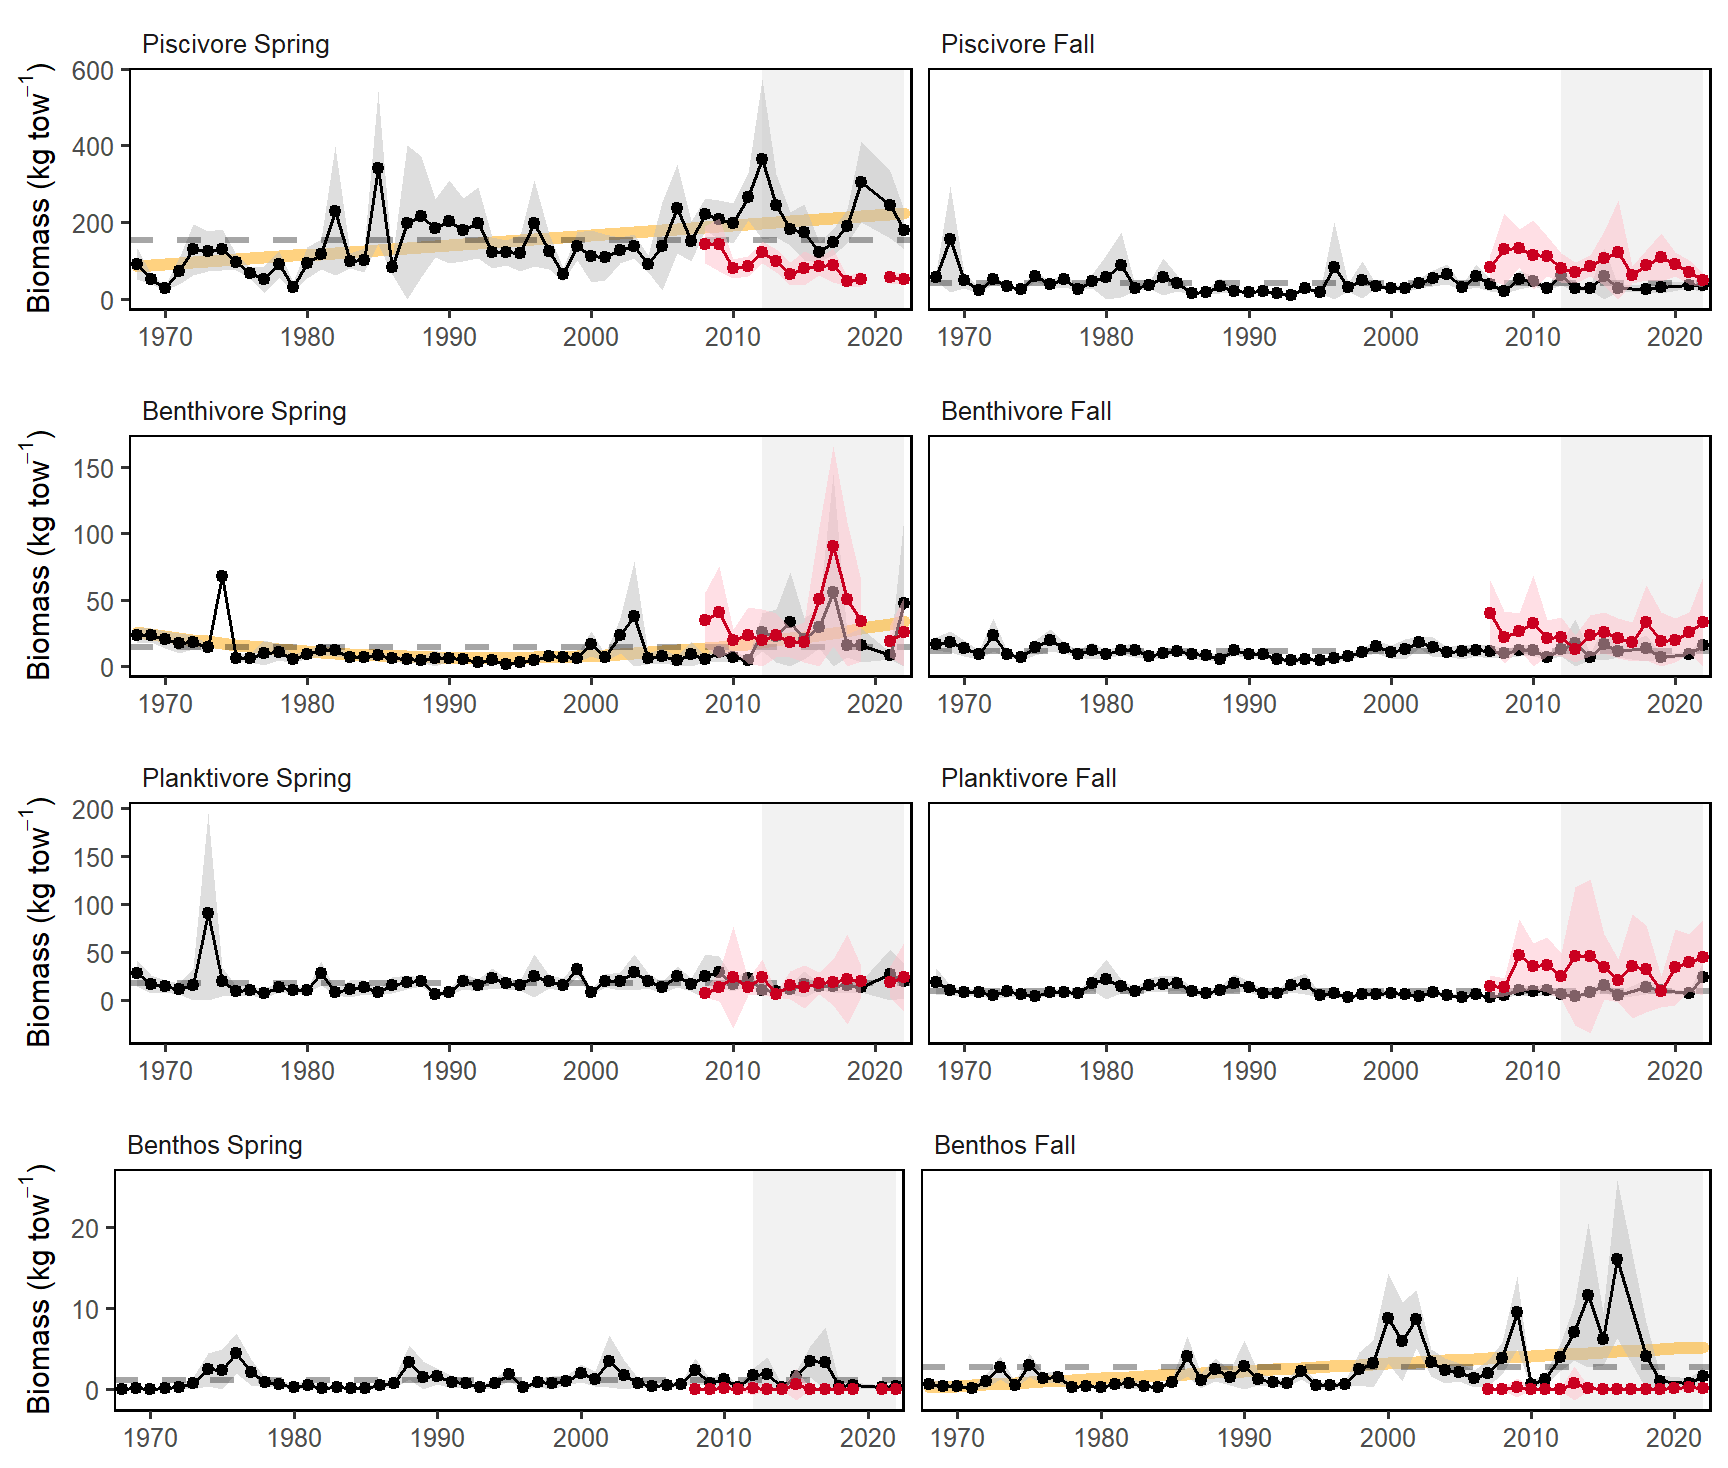 Piscivore Spring
Piscivore Fall
Biomass (kg tow⁻¹)
600
400
200
0
1970 1980 1990 2000 2010 2020
1970 1980 1990 2000 2010 2020
Benthivore Spring
Benthivore Fall
Biomass (kg tow⁻¹)
150
100
50
0
1970 1980 1990 2000 2010 2020
1970 1980 1990 2000 2010 2020
Planktivore Spring
Planktivore Fall
Biomass (kg tow⁻¹)
200
150
100
50
0
1970 1980 1990 2000 2010 2020
1970 1980 1990 2000 2010 2020
Benthos Spring
Benthos Fall
Biomass (kg tow⁻¹)
20
10
0
1970 1980 1990 2000 2010 2020
1970 1980 1990 2000 2010 2020